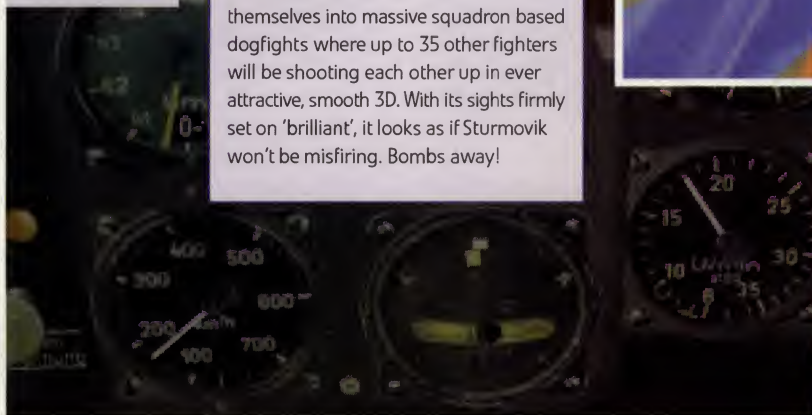 themselves into massive squadron based
dogfights where up to 35 other fighters
will be shooting each other up in ever
attractive, smooth 3D. With its sights firmly
set on 'brilliant', it looks as if Sturmovik
won't be misfiring. Bombs away!
400 500
300 600
200 700
100
20
15 25
10 30
8 35